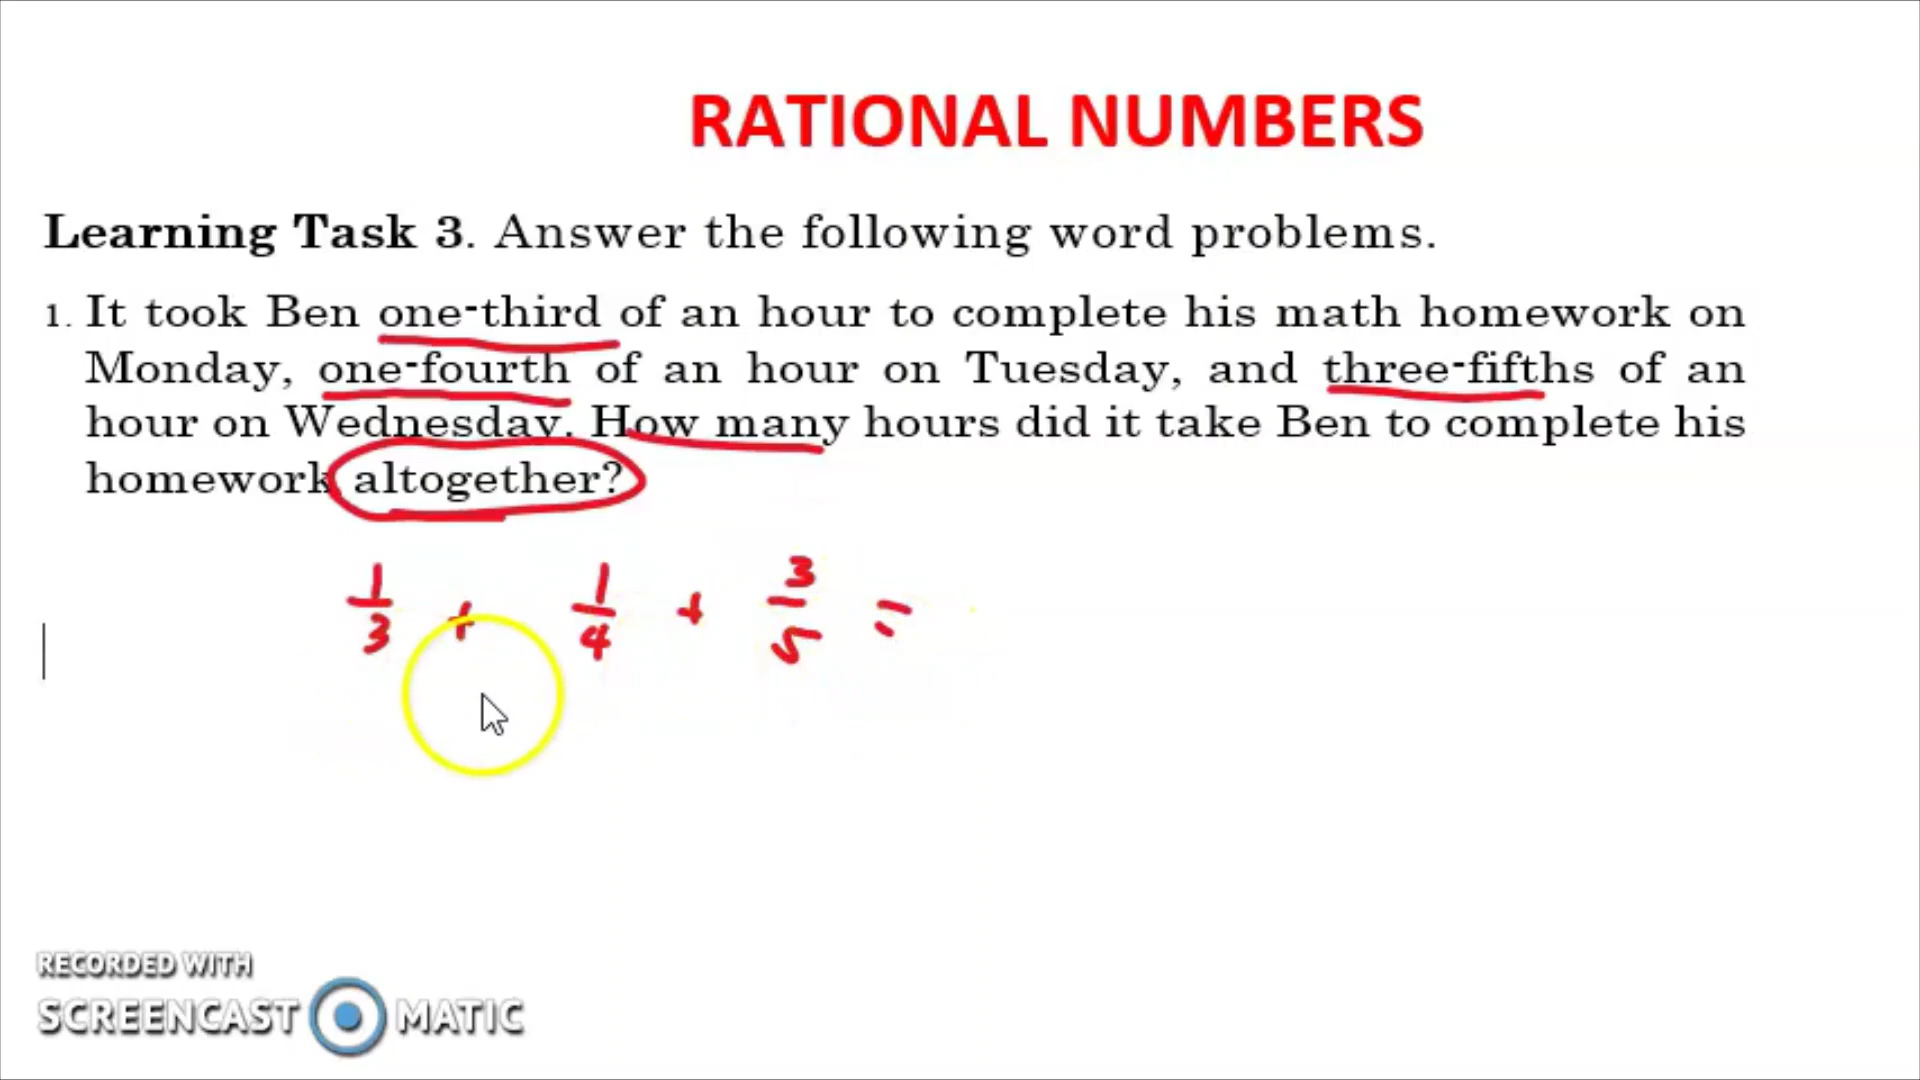 RATIONAL NUMBERS
Learning Task 3. Answer the following word problems.
1. It took Ben one-third of an hour to complete his math homework on
Monday, one-fourth of an hour on Tuesday, and three-fifths of an
hour on Wednesday. How many hours did it take Ben to complete his
homework altogether?
1/3 + 1/4 + 3/5 =
RECORDED WITH
SCREENCAST MATIC